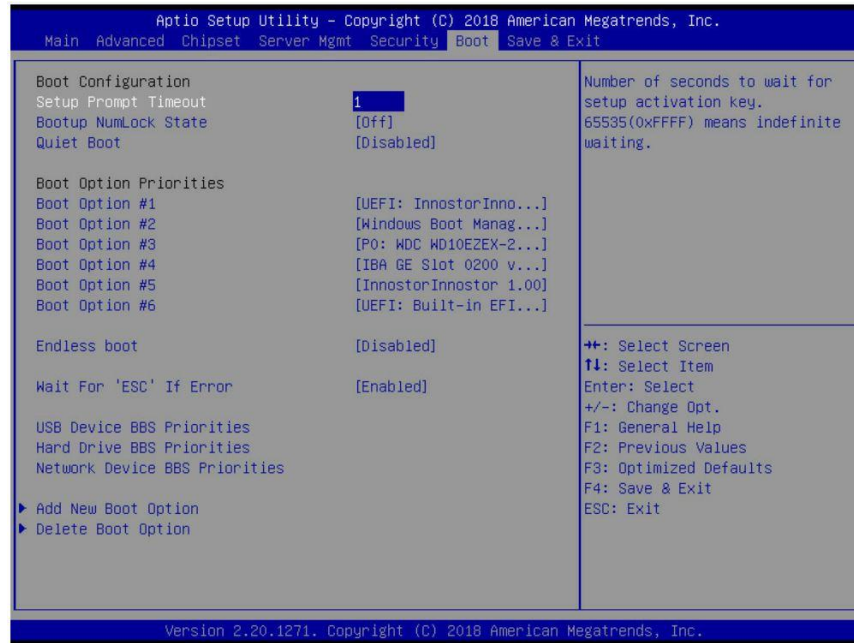 Aptio Setup Utility – Copyright (C) 2018 American Megatrends, Inc.
Main Advanced Chipset Server Mgmt Security Boot Save & Exit
Boot Configuration
Setup Prompt Timeout 1
Bootup NumLock State [Off]
Quiet Boot [Disabled]
Boot Option Priorities
Boot Option #1 [UEFI: InnostorInno...]
Boot Option #2 [Windows Boot Manag...]
Boot Option #3 [P0: WDC WD10EZEX-2...]
Boot Option #4 [IBA GE Slot 0200 v...]
Boot Option #5 [InnostorInnostor 1.00]
Boot Option #6 [UEFI: Built-in EFI...]
Endless boot [Disabled]
Wait For 'ESC' If Error [Enabled]
USB Device BBS Priorities
Hard Drive BBS Priorities
Network Device BBS Priorities
Add New Boot Option
Delete Boot Option
Number of seconds to wait for
setup activation key.
65535(0xFFFF) means indefinite
waiting.
→←: Select Screen
↑↓: Select Item
Enter: Select
+/-: Change Opt.
F1: General Help
F2: Previous Values
F3: Optimized Defaults
F4: Save & Exit
ESC: Exit
Version 2.20.1271. Copyright (C) 2018 American Megatrends, Inc.